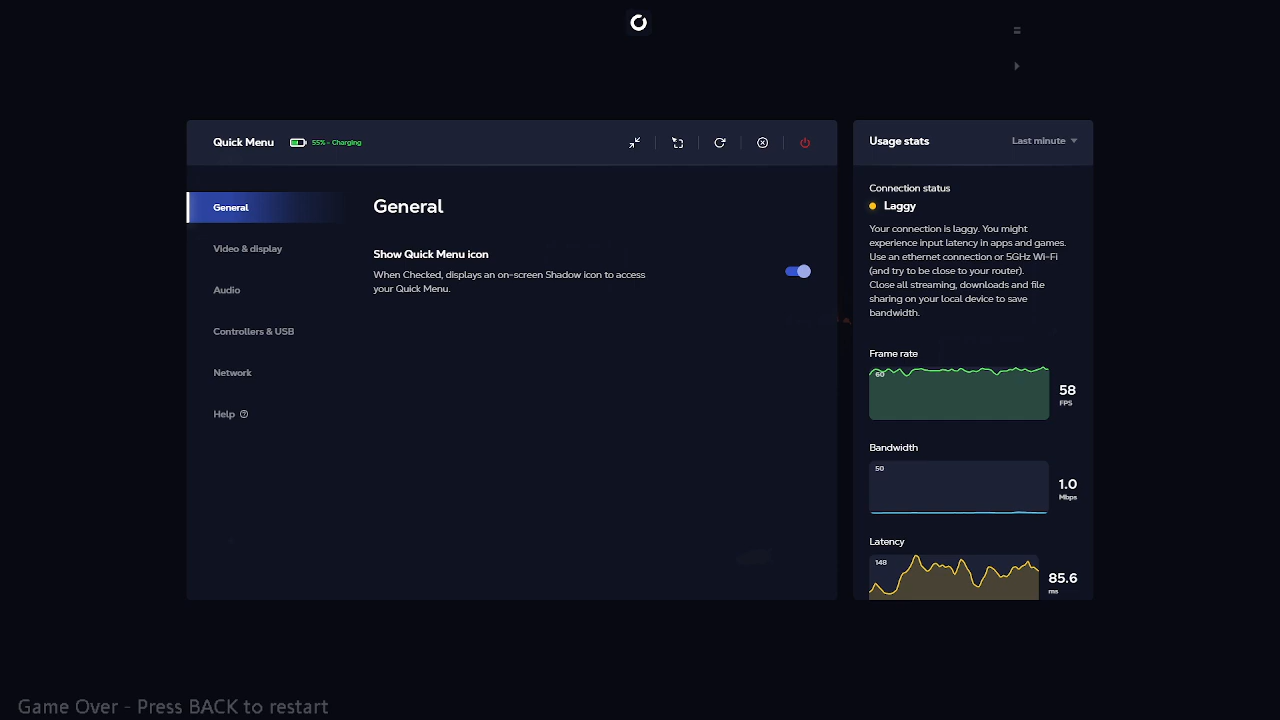 Quick Menu
55% - Charging
General
Video & display
Audio
Controllers & USB
Network
Help
General
Show Quick Menu icon
When Checked, displays an on-screen Shadow icon to access
your Quick Menu.
Usage stats
Last minute
Connection status
Laggy
Your connection is laggy. You might
experience input latency in apps and games.
Use an ethernet connection or 5GHz Wi-Fi
(and try to be close to your router).
Close all streaming, downloads and file
sharing on your local device to save
bandwidth.
Frame rate
60
58
FPS
Bandwidth
50
1.0
Mbps
Latency
148
85.6
ms
Game Over - Press BACK to restart